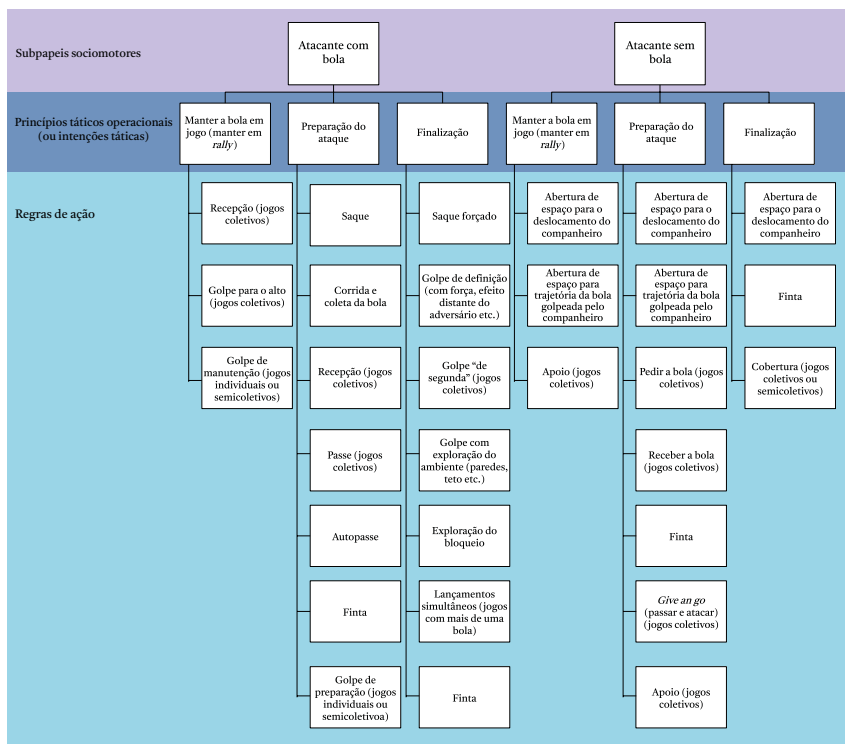 Subpapeis sociomotores
Atacante com
bola
Atacante sem
bola
Princípios táticos operacionais
(ou intenções táticas)
Manter a bola em
jogo (manter em
rally)
Preparação do
ataque
Finalização
Manter a bola em
jogo (manter em
rally)
Preparação do
ataque
Finalização
Regras de ação
Recepção (jogos
coletivos)
Golpe para o alto
(jogos coletivos)
Golpe de
manutenção (jogos
individuais ou
semicoletivos)
Saque
Corrida e
coleta da bola
Recepção (jogos
coletivos)
Passe (jogos
coletivos)
Autopasse
Finta
Golpe de
preparação (jogos
individuais ou
semicoletivoa)
Saque forçado
Golpe de definição
(com força, efeito
distante do
adversário etc.)
Golpe “de
segunda” (jogos
coletivos)
Golpe com
exploração do
ambiente (paredes,
teto etc.)
Exploração do
bloqueio
Lançamentos
simultâneos (jogos
com mais de uma
bola)
Finta
Abertura de
espaço para o
deslocamento do
companheiro
Abertura de
espaço para
trajetória da bola
golpeada pelo
companheiro
Apoio (jogos
coletivos)
Abertura de
espaço para o
deslocamento do
companheiro
Abertura de
espaço para
trajetória da bola
golpeada pelo
companheiro
Pedir a bola (jogos
coletivos)
Receber a bola
(jogos coletivos)
Finta
Give an go
(passar e atacar)
(jogos coletivos)
Apoio (jogos
coletivos)
Abertura de
espaço para o
deslocamento do
companheiro
Finta
Cobertura (jogos
coletivos ou
semicoletivos)